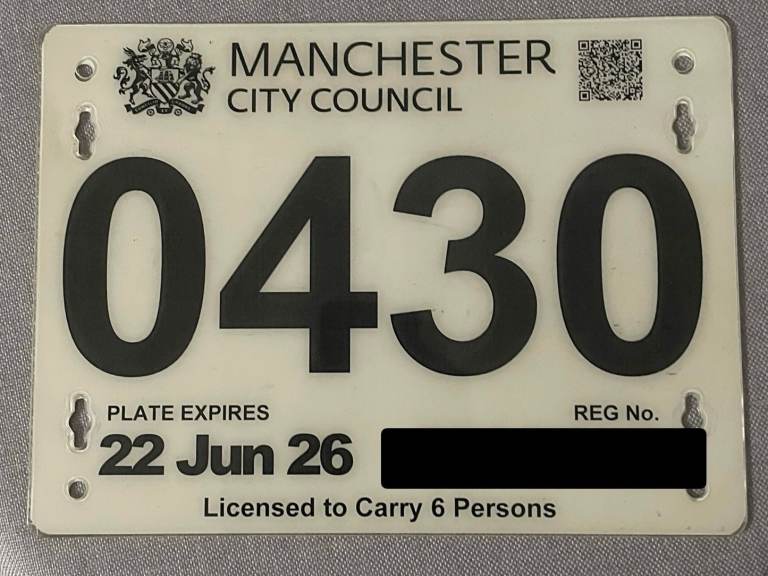 MANCHESTER
CITY COUNCIL
0430
PLATE EXPIRES REG No.
22 Jun 26
Licensed to Carry 6 Persons